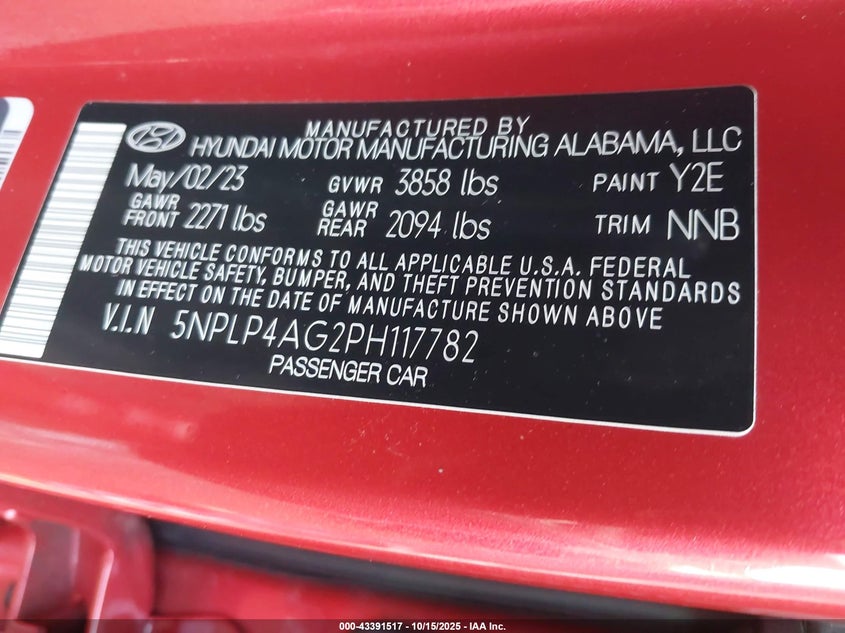 MANUFACTURED BY
HYUNDAI MOTOR MANUFACTURING ALABAMA, LLC
May/02/23 GVWR 3858 lbs PAINT Y2E
GAWR FRONT 2271 lbs GAWR REAR 2094 lbs TRIM NNB
THIS VEHICLE CONFORMS TO ALL APPLICABLE U.S.A. FEDERAL
MOTOR VEHICLE SAFETY, BUMPER, AND THEFT PREVENTION STANDARDS
IN EFFECT ON THE DATE OF MANUFACTURE SHOWN ABOVE
V.I.N 5NPLP4AG2PH117782
PASSENGER CAR
000-43391517 - 10/15/2025 - IAA Inc.